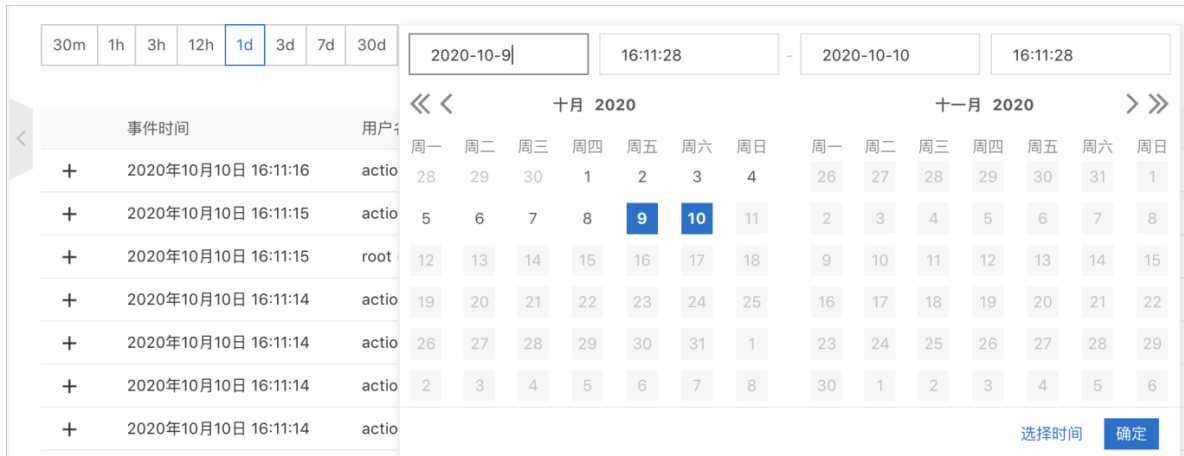 30m 1h 3h 12h 1d 3d 7d 30d
2020-10-9 16:11:28 - 2020-10-10 16:11:28
十月 2020 十一月 2020
事件时间 用户名
周一 周二 周三 周四 周五 周六 周日 周一 周二 周三 周四 周五 周六 周日
2020年10月10日 16:11:16 actio
28 29 30 1 2 3 4 26 27 28 29 30 31 1
2020年10月10日 16:11:15 actio
5 6 7 8 9 10 11 2 3 4 5 6 7 8
2020年10月10日 16:11:15 root
12 13 14 15 16 17 18 9 10 11 12 13 14 15
2020年10月10日 16:11:14 actio
19 20 21 22 23 24 25 16 17 18 19 20 21 22
2020年10月10日 16:11:14 actio
26 27 28 29 30 31 1 23 24 25 26 27 28 29
2020年10月10日 16:11:14 actio
2 3 4 5 6 7 8 30 1 2 3 4 5 6
2020年10月10日 16:11:14 actio
选择时间 确定